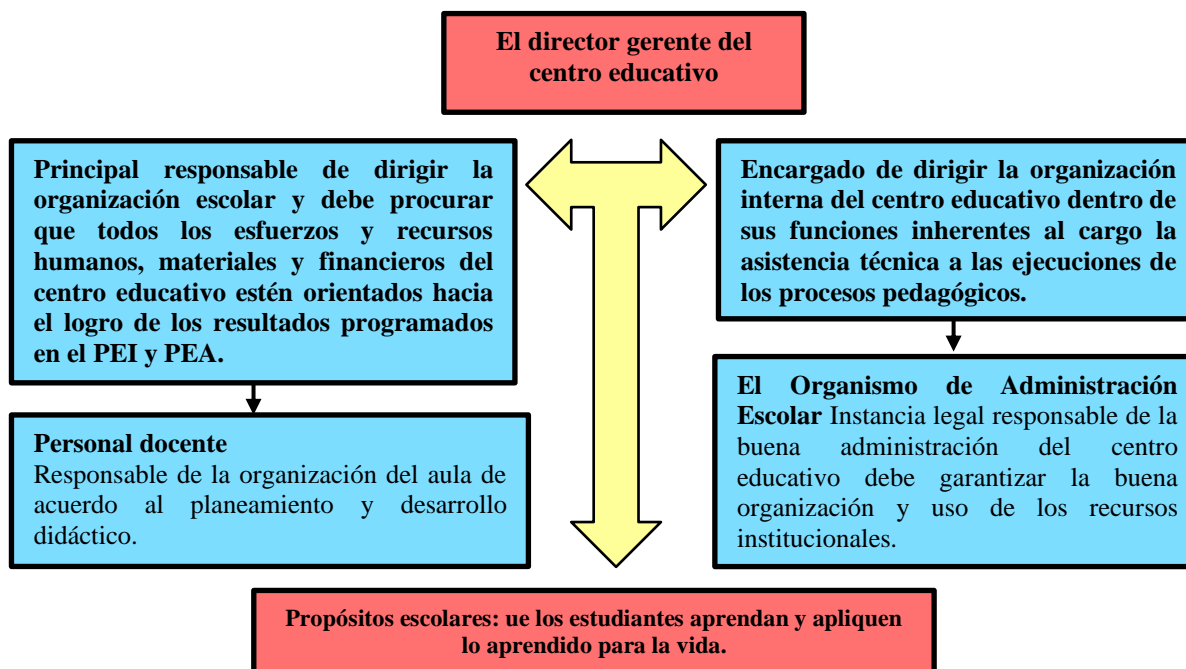 El director gerente del
centro educativo
Principal responsable de dirigir la
organización escolar y debe procurar
que todos los esfuerzos y recursos
humanos, materiales y financieros del
centro educativo estén orientados hacia
el logro de los resultados programados
en el PEI y PEA.
Encargado de dirigir la organización
interna del centro educativo dentro de
sus funciones inherentes al cargo la
asistencia técnica a las ejecuciones de
los procesos pedagógicos.
Personal docente
Responsable de la organización del aula de
acuerdo al planeamiento y desarrollo
didáctico.
El Organismo de Administración
Escolar Instancia legal responsable de la
buena administración del centro
educativo debe garantizar la buena
organización y uso de los recursos
institucionales.
Propósitos escolares: ue los estudiantes aprendan y apliquen
lo aprendido para la vida.